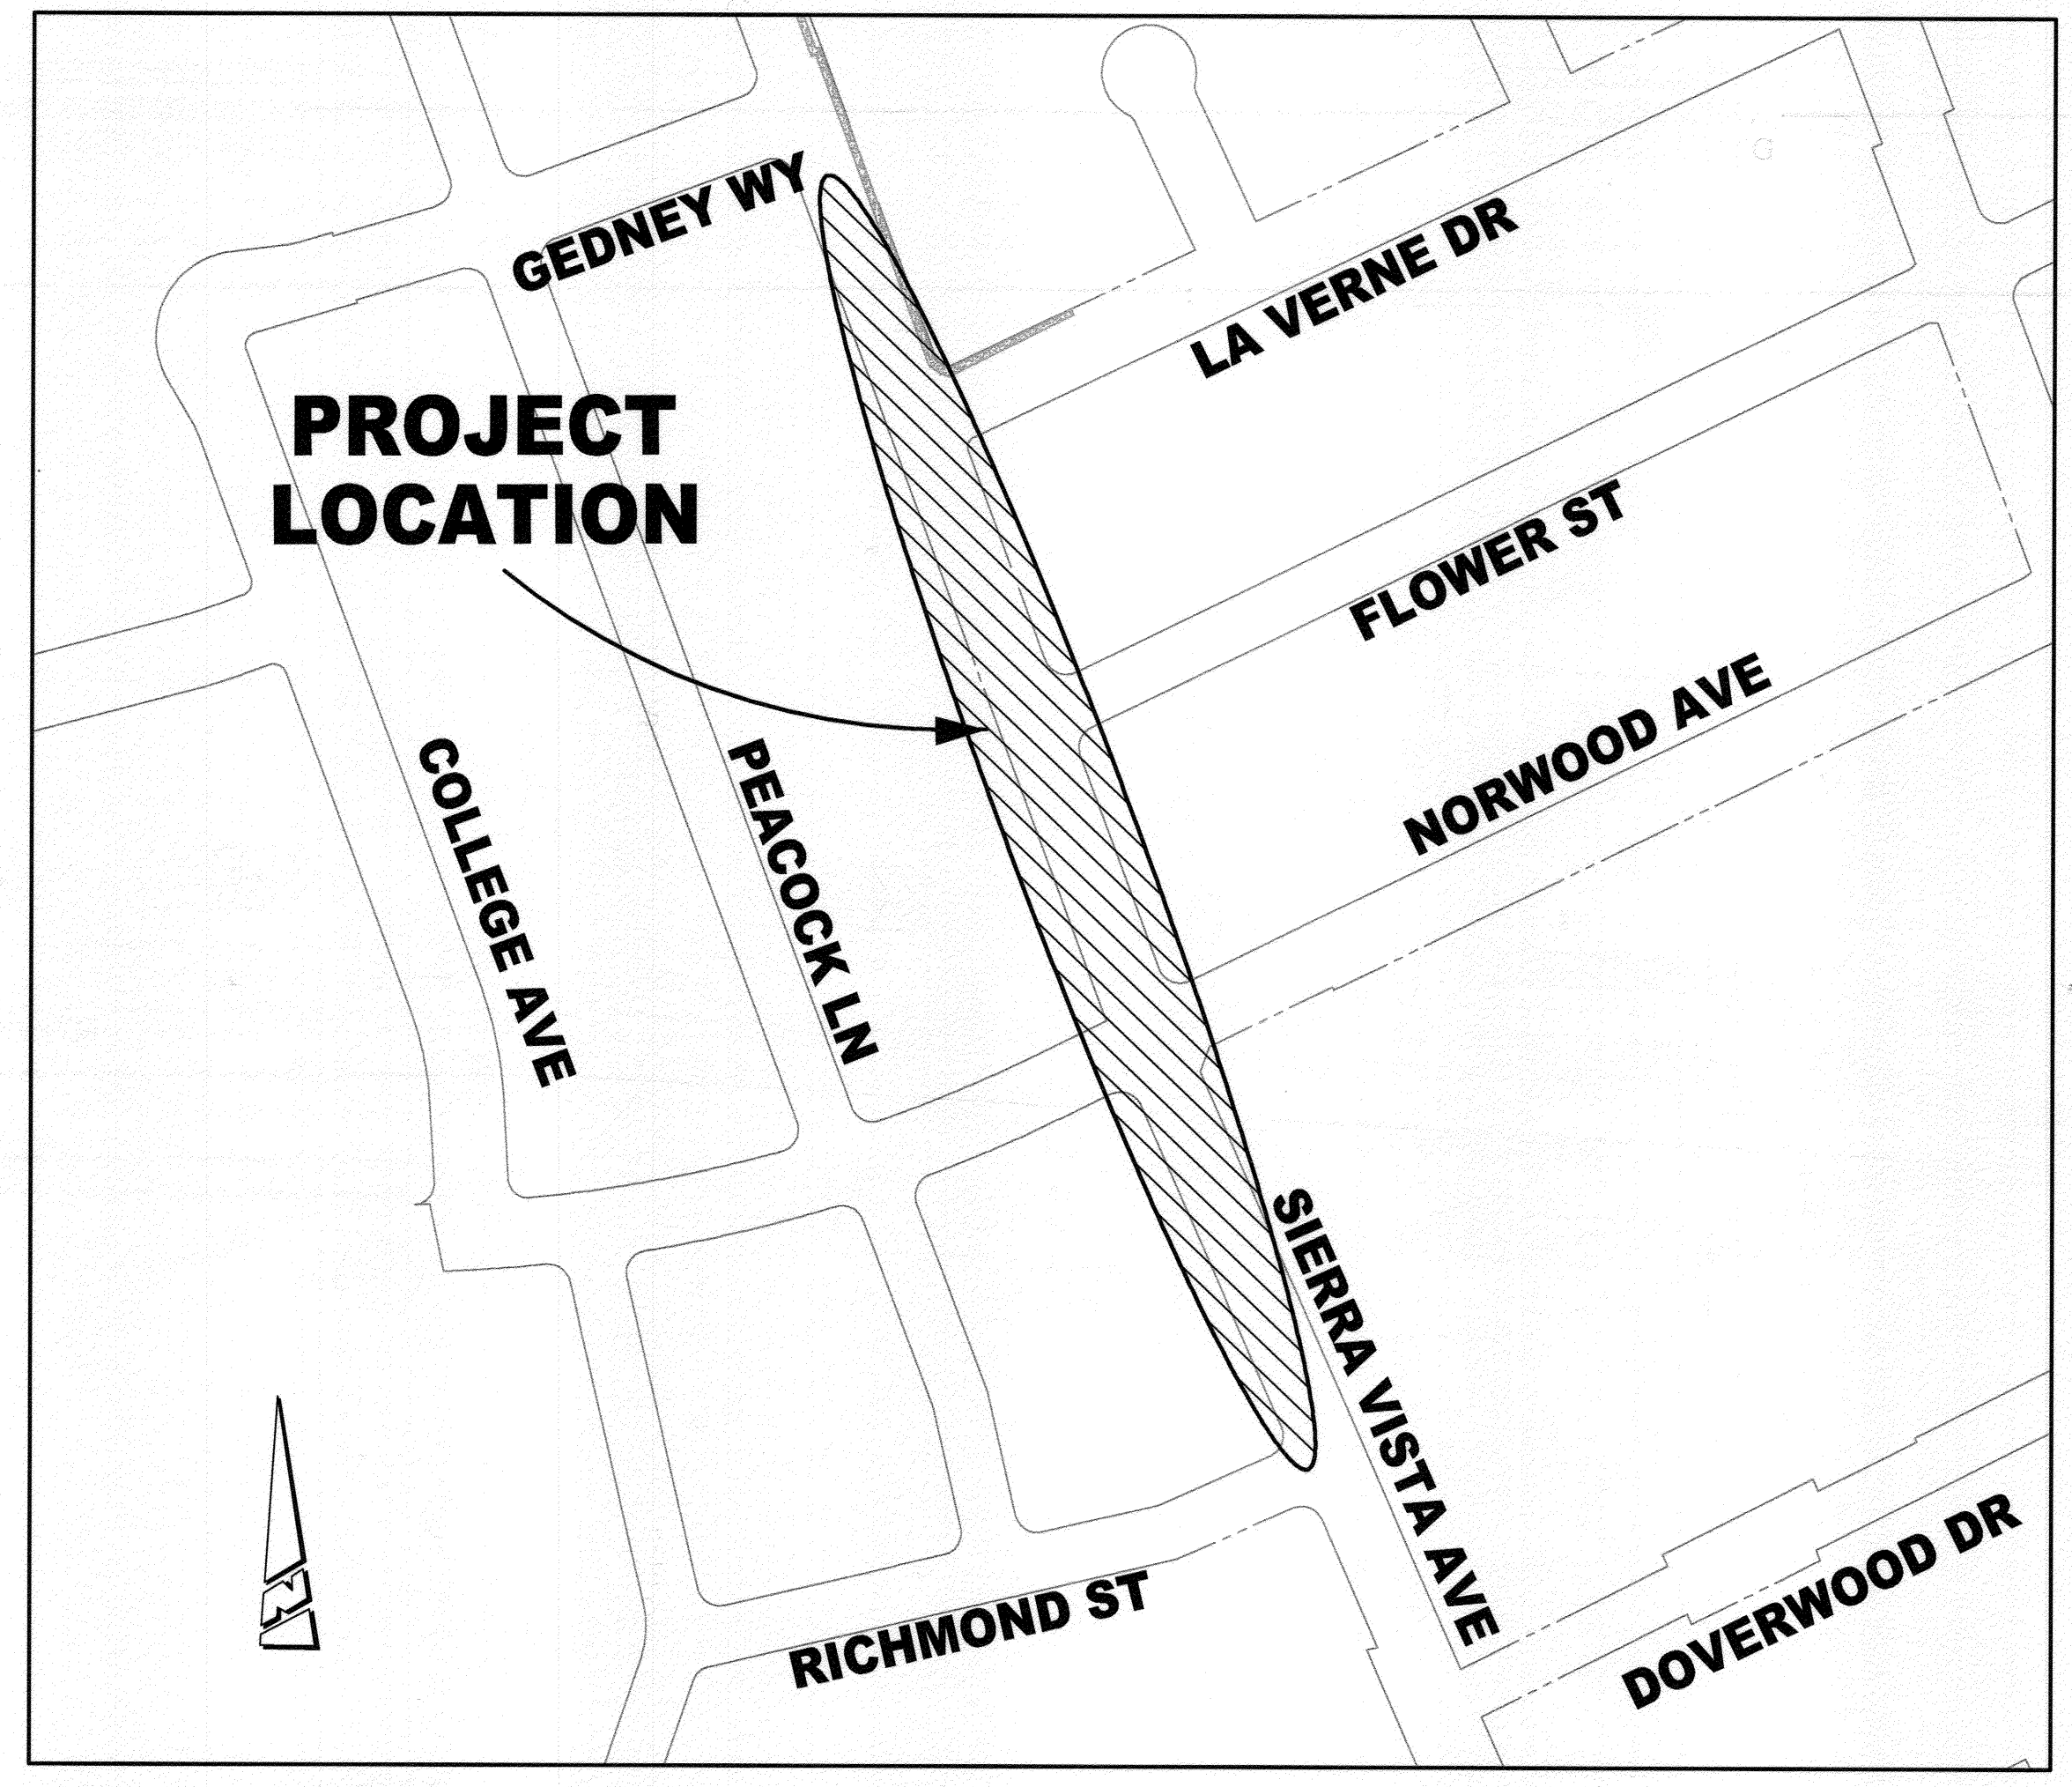 GEDNEY WY
LA VERNE DR
PROJECT
LOCATION
FLOWER ST
NORWOOD AVE
COLLEGE AVE
PEACOCK LN
SIERRA VISTA AVE
N
RICHMOND ST
DOVERWOOD DR